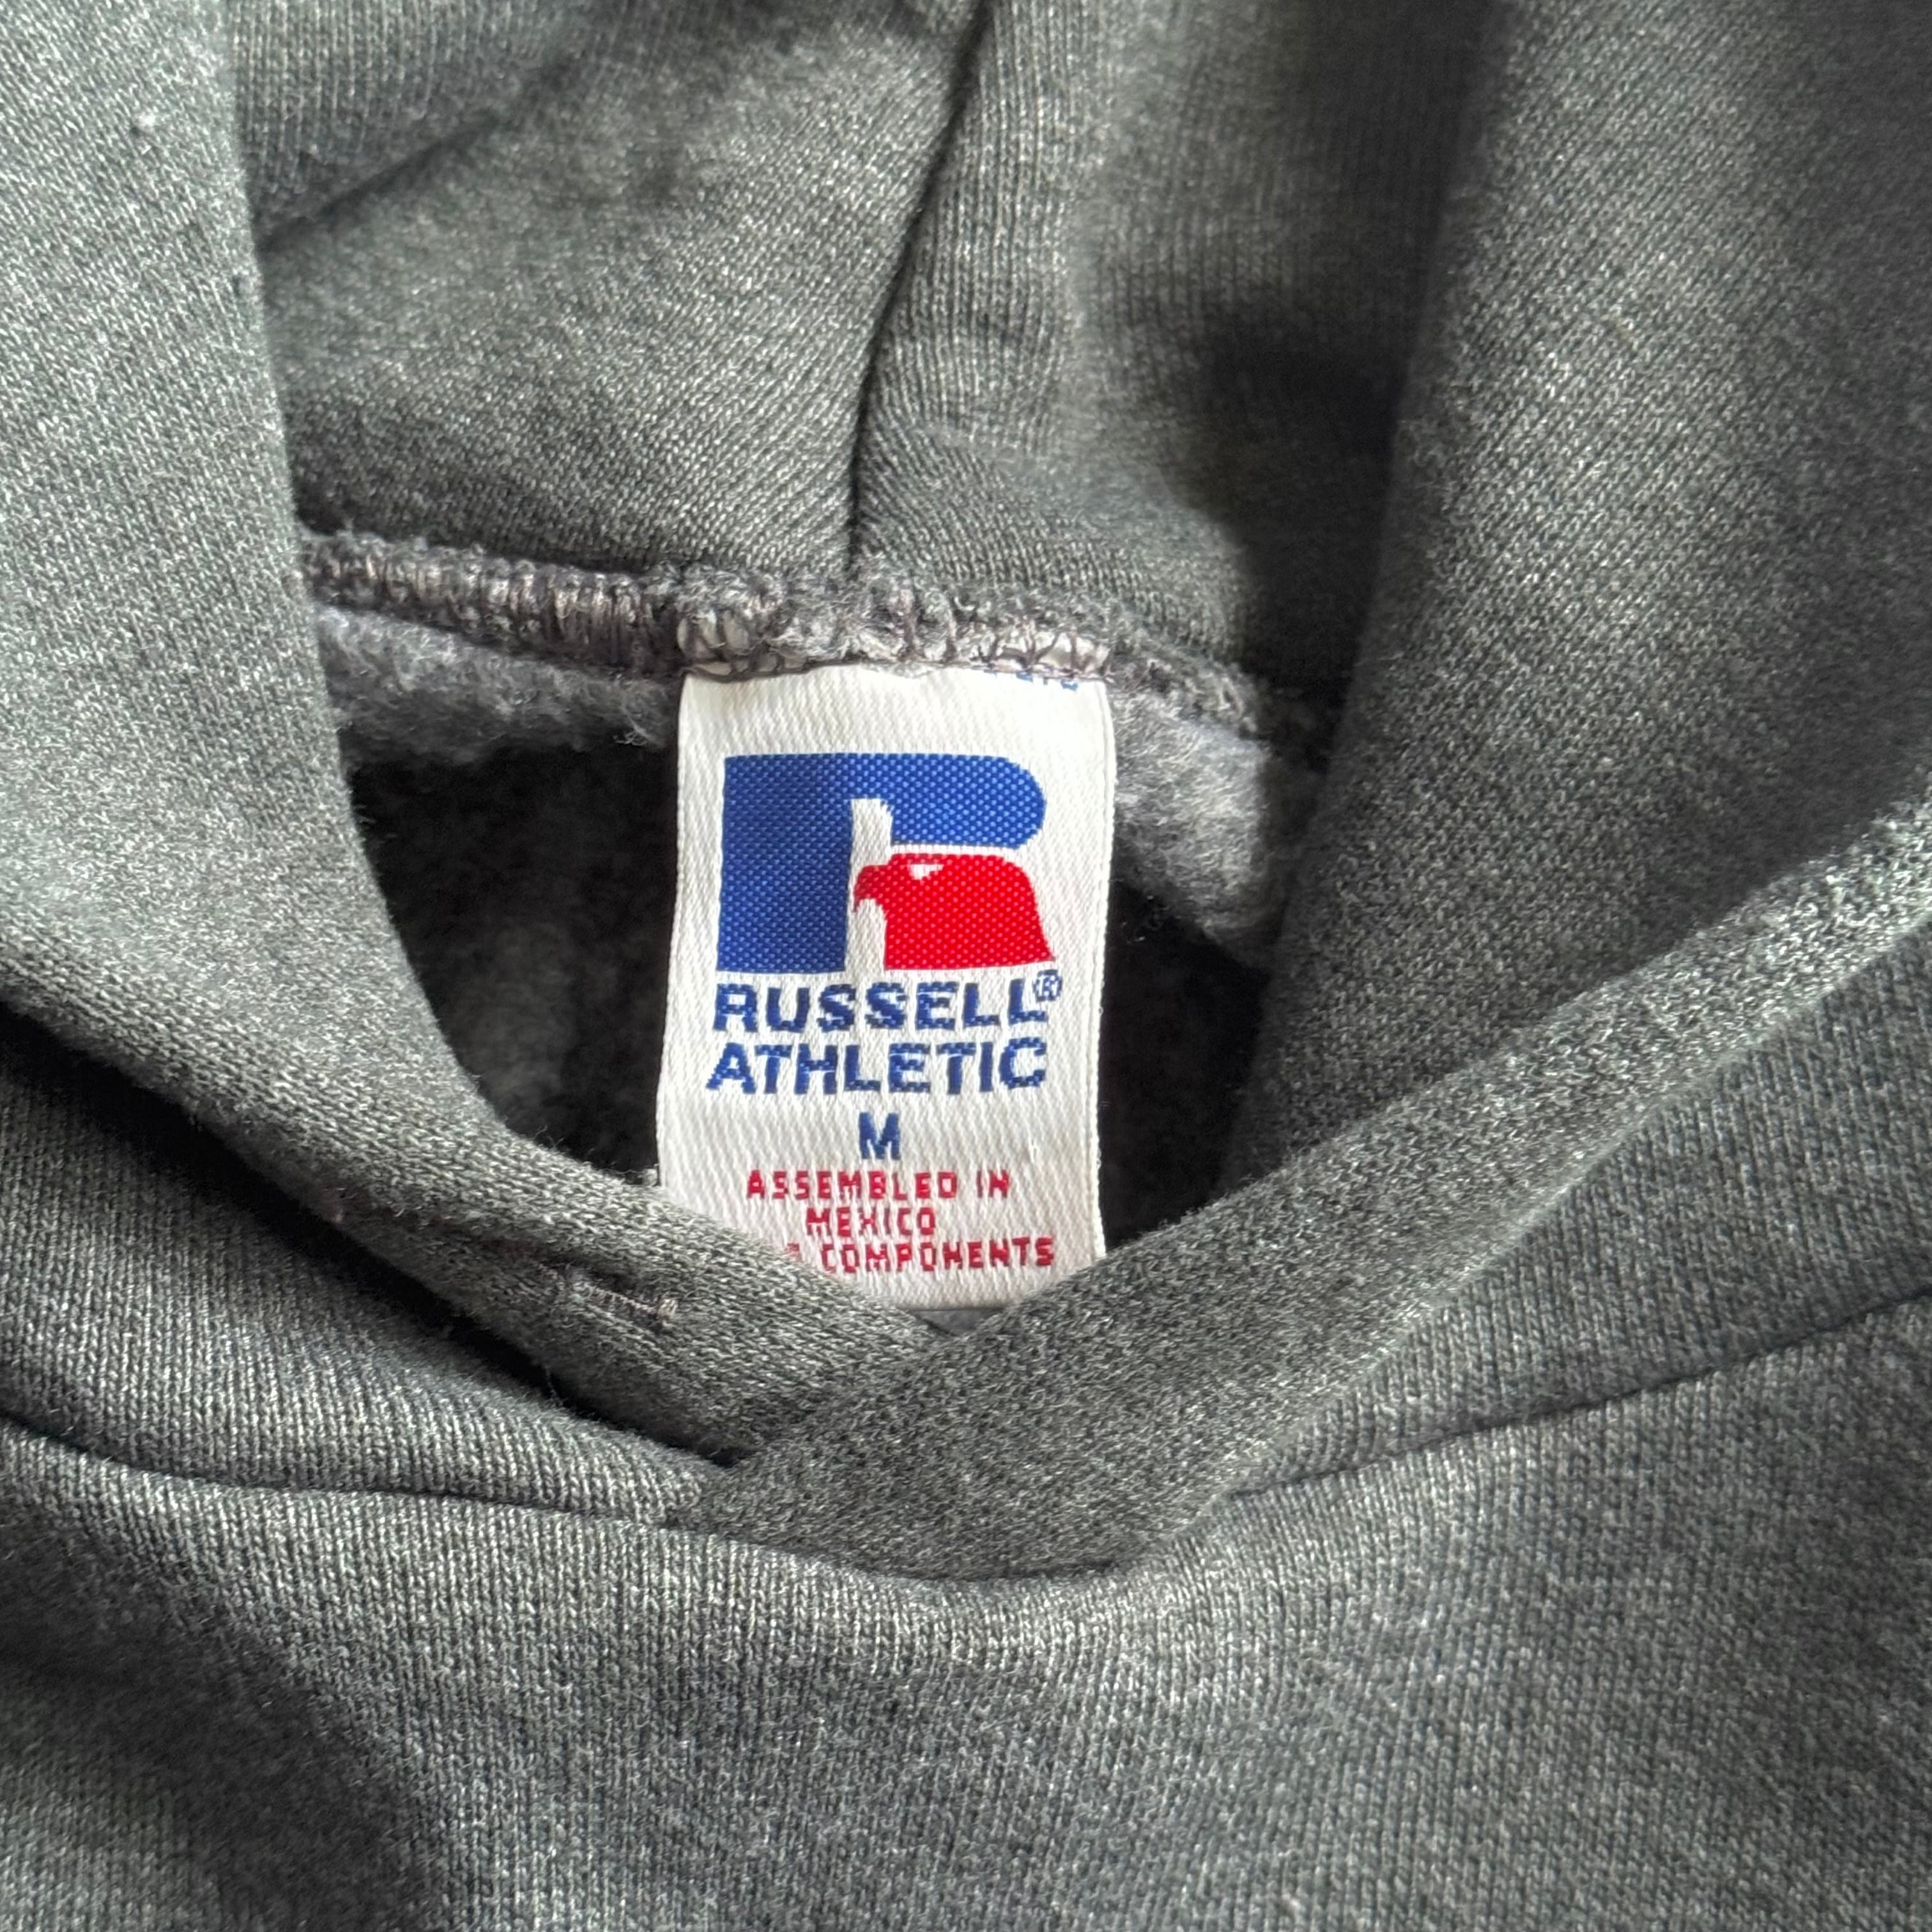 RUSSELL®
ATHLETIC
M
ASSEMBLED IN
MEXICO
COMPONENTS